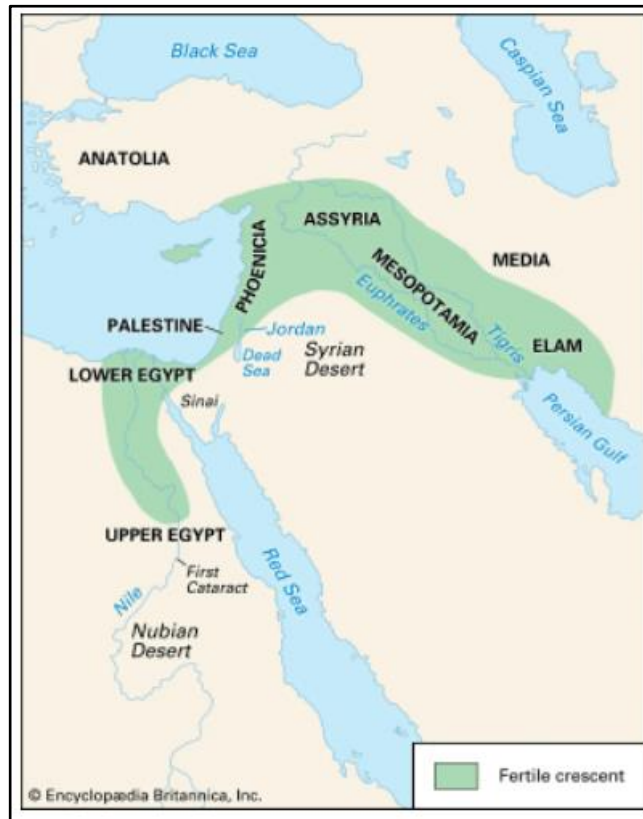 Black Sea
Caspian Sea
ANATOLIA
ASSYRIA
PHOENICIA
MESOPOTAMIA
MEDIA
Euphrates
Tigris
PALESTINE
Jordan
ELAM
Dead
Sea
Syrian
Desert
LOWER EGYPT
Sinai
Persian Gulf
UPPER EGYPT
First
Cataract
Red Sea
Nile
Nubian
Desert
Fertile crescent
© Encyclopædia Britannica, Inc.